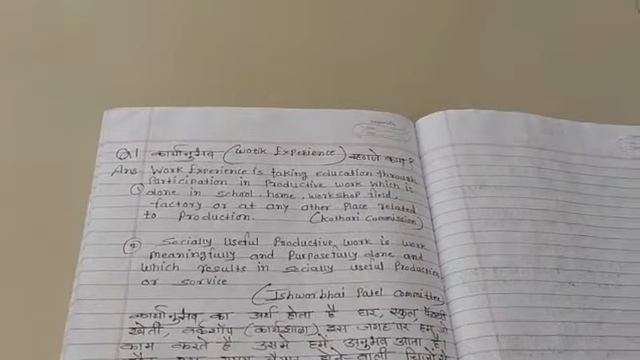 Q1 कार्यानुभव (Work Experience) म्हणजे काय ?
Ans. Work Experience is taking education through
① Participation in Productive work which is
done in school home, workshop field,
factory or at any other Place related
to Production. (Kothari Commission)
② Socially Useful Productive work is work
meaningfully and Purposefully done and
which results in socially useful Production
or service
(Ishwarbhai Patel Committee
कार्यानुभव का अर्थ होता है घर, स्कूल
खेती, वर्कशॉप (कार्यशाला) इस जगह पर हम जो
काम करते है उसमे हमे अनुभव आता है